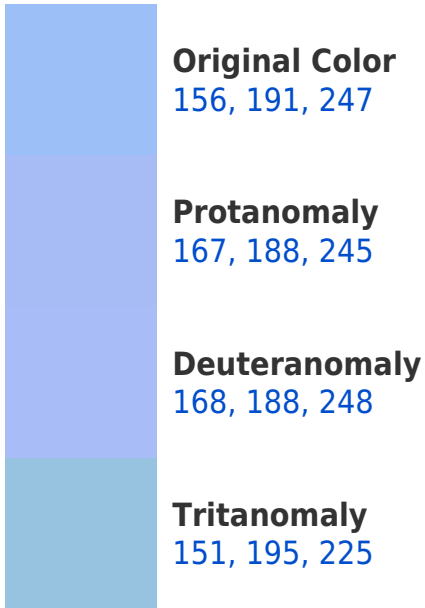 Original Color
156, 191, 247
Protanomaly
167, 188, 245
Deuteranomaly
168, 188, 248
Tritanomaly
151, 195, 225